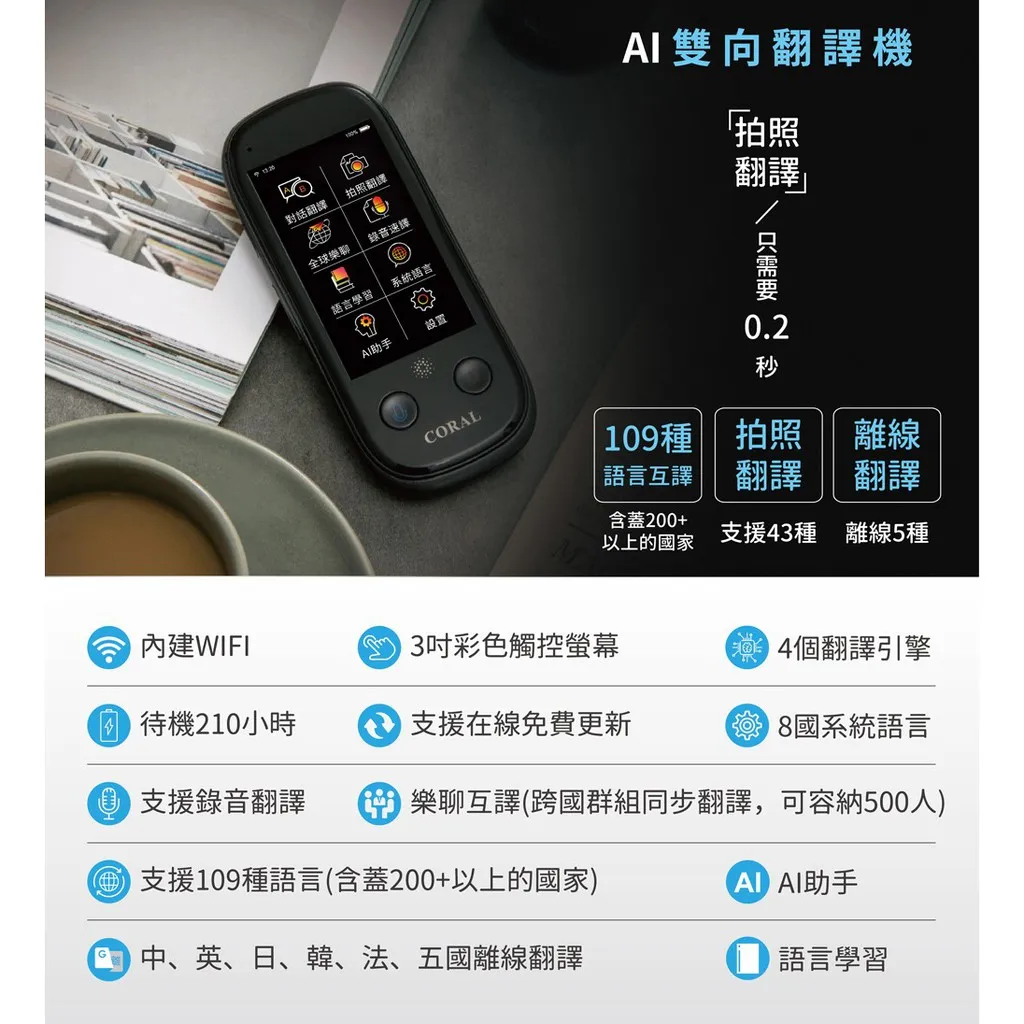 AI 雙向翻譯機
「拍照
翻譯」
/
只需要
0.2
秒
13:20
100%
對話翻譯
拍照翻譯
全球樂聊
錄音速譯
語言學習
系統語言
AI助手
設置
CORAL
109種
語言互譯
含蓋200+
以上的國家
拍照
翻譯
支援43種
離線
翻譯
離線5種
內建WIFI
3吋彩色觸控螢幕
4個翻譯引擎
待機210小時
支援在線免費更新
8國系統語言
支援錄音翻譯
樂聊互譯(跨國群組同步翻譯，可容納500人)
支援109種語言(含蓋200+以上的國家)
AI
AI助手
G
中、英、日、韓、法、五國離線翻譯
語言學習